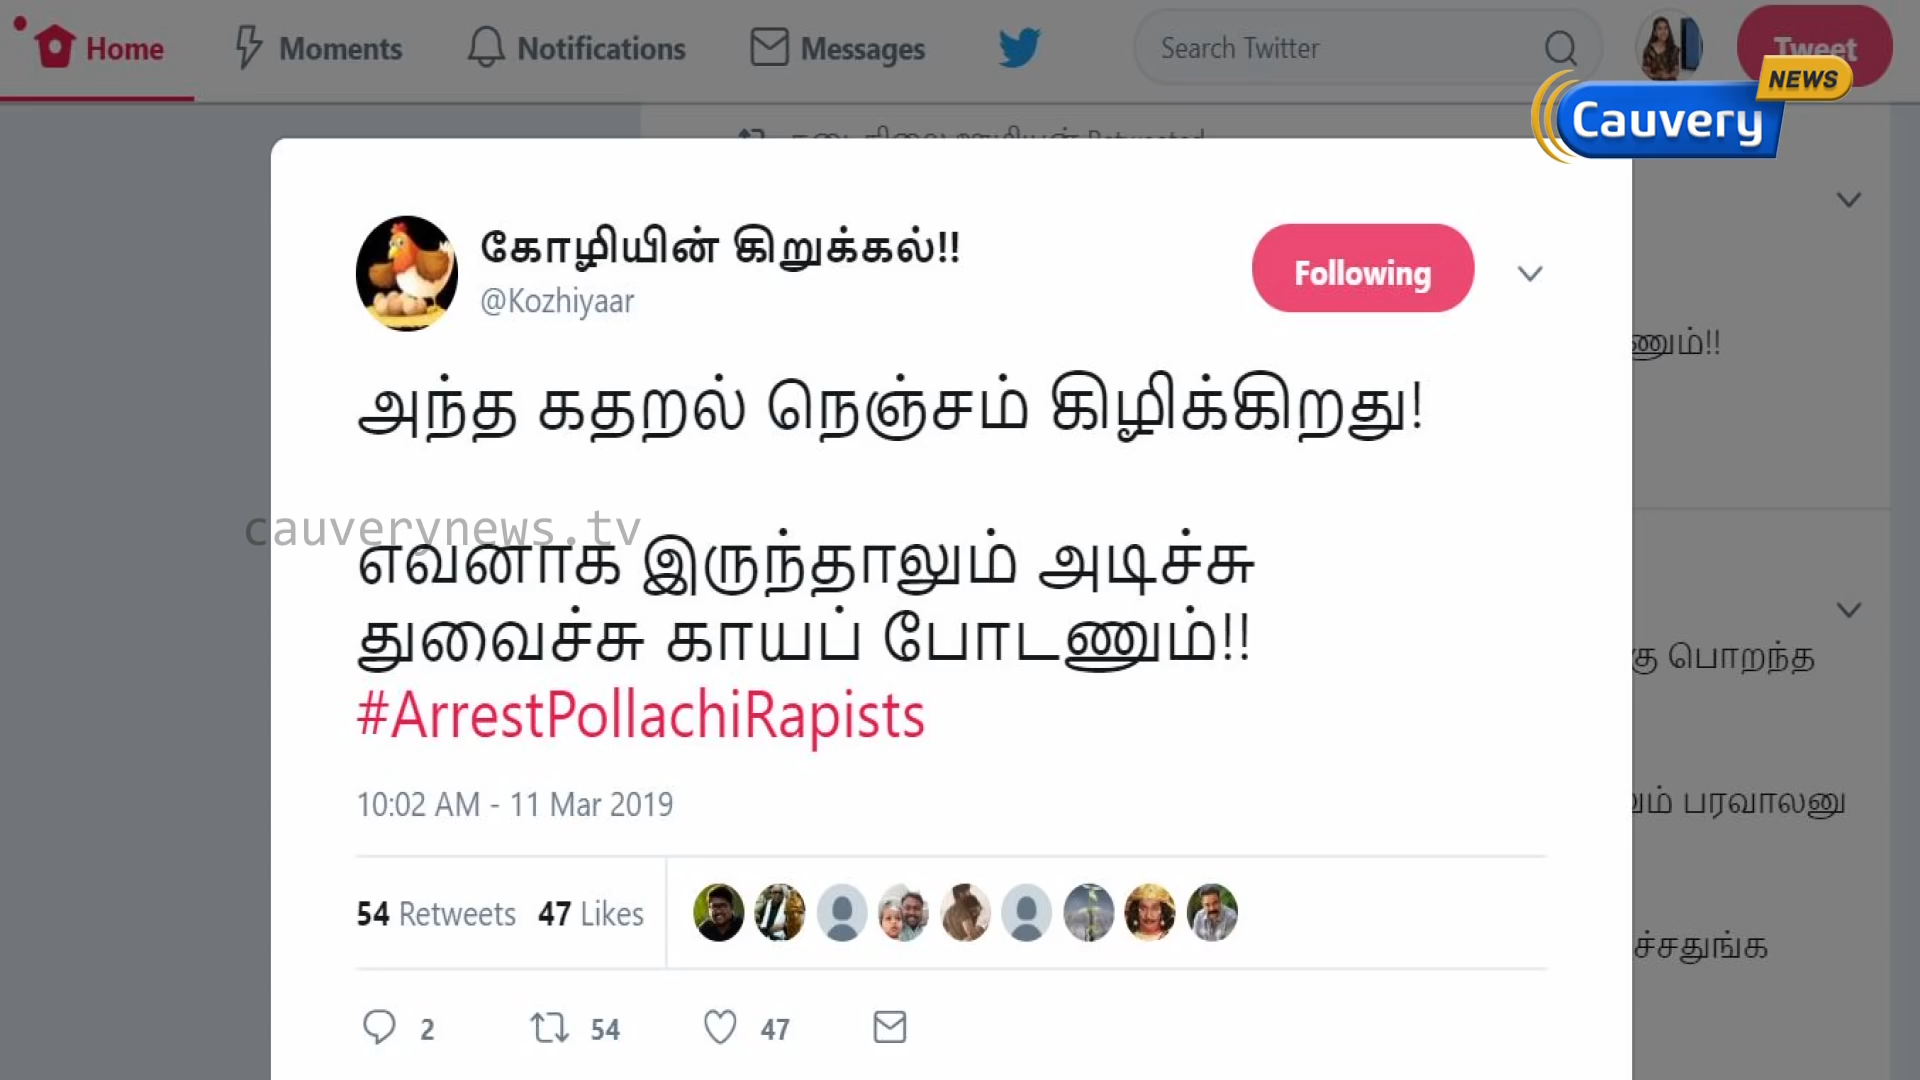 Home Moments Notifications Messages Search Twitter Tweet
Cauvery NEWS
Retweeted
கோழியின் கிறுக்கல்!!
@Kozhiyaar
Following
அந்த கதறல் நெஞ்சம் கிழிக்கிறது!
ணும்!!
cauverynews.tv
எவனாக இருந்தாலும் அடிச்சு
துவைச்சு காயப் போடணும்!!
கு பொறந்த
#ArrestPollachiRapists
10:02 AM - 11 Mar 2019
பரவாலனு
54 Retweets 47 Likes
ச்சதுங்க
2 54 47